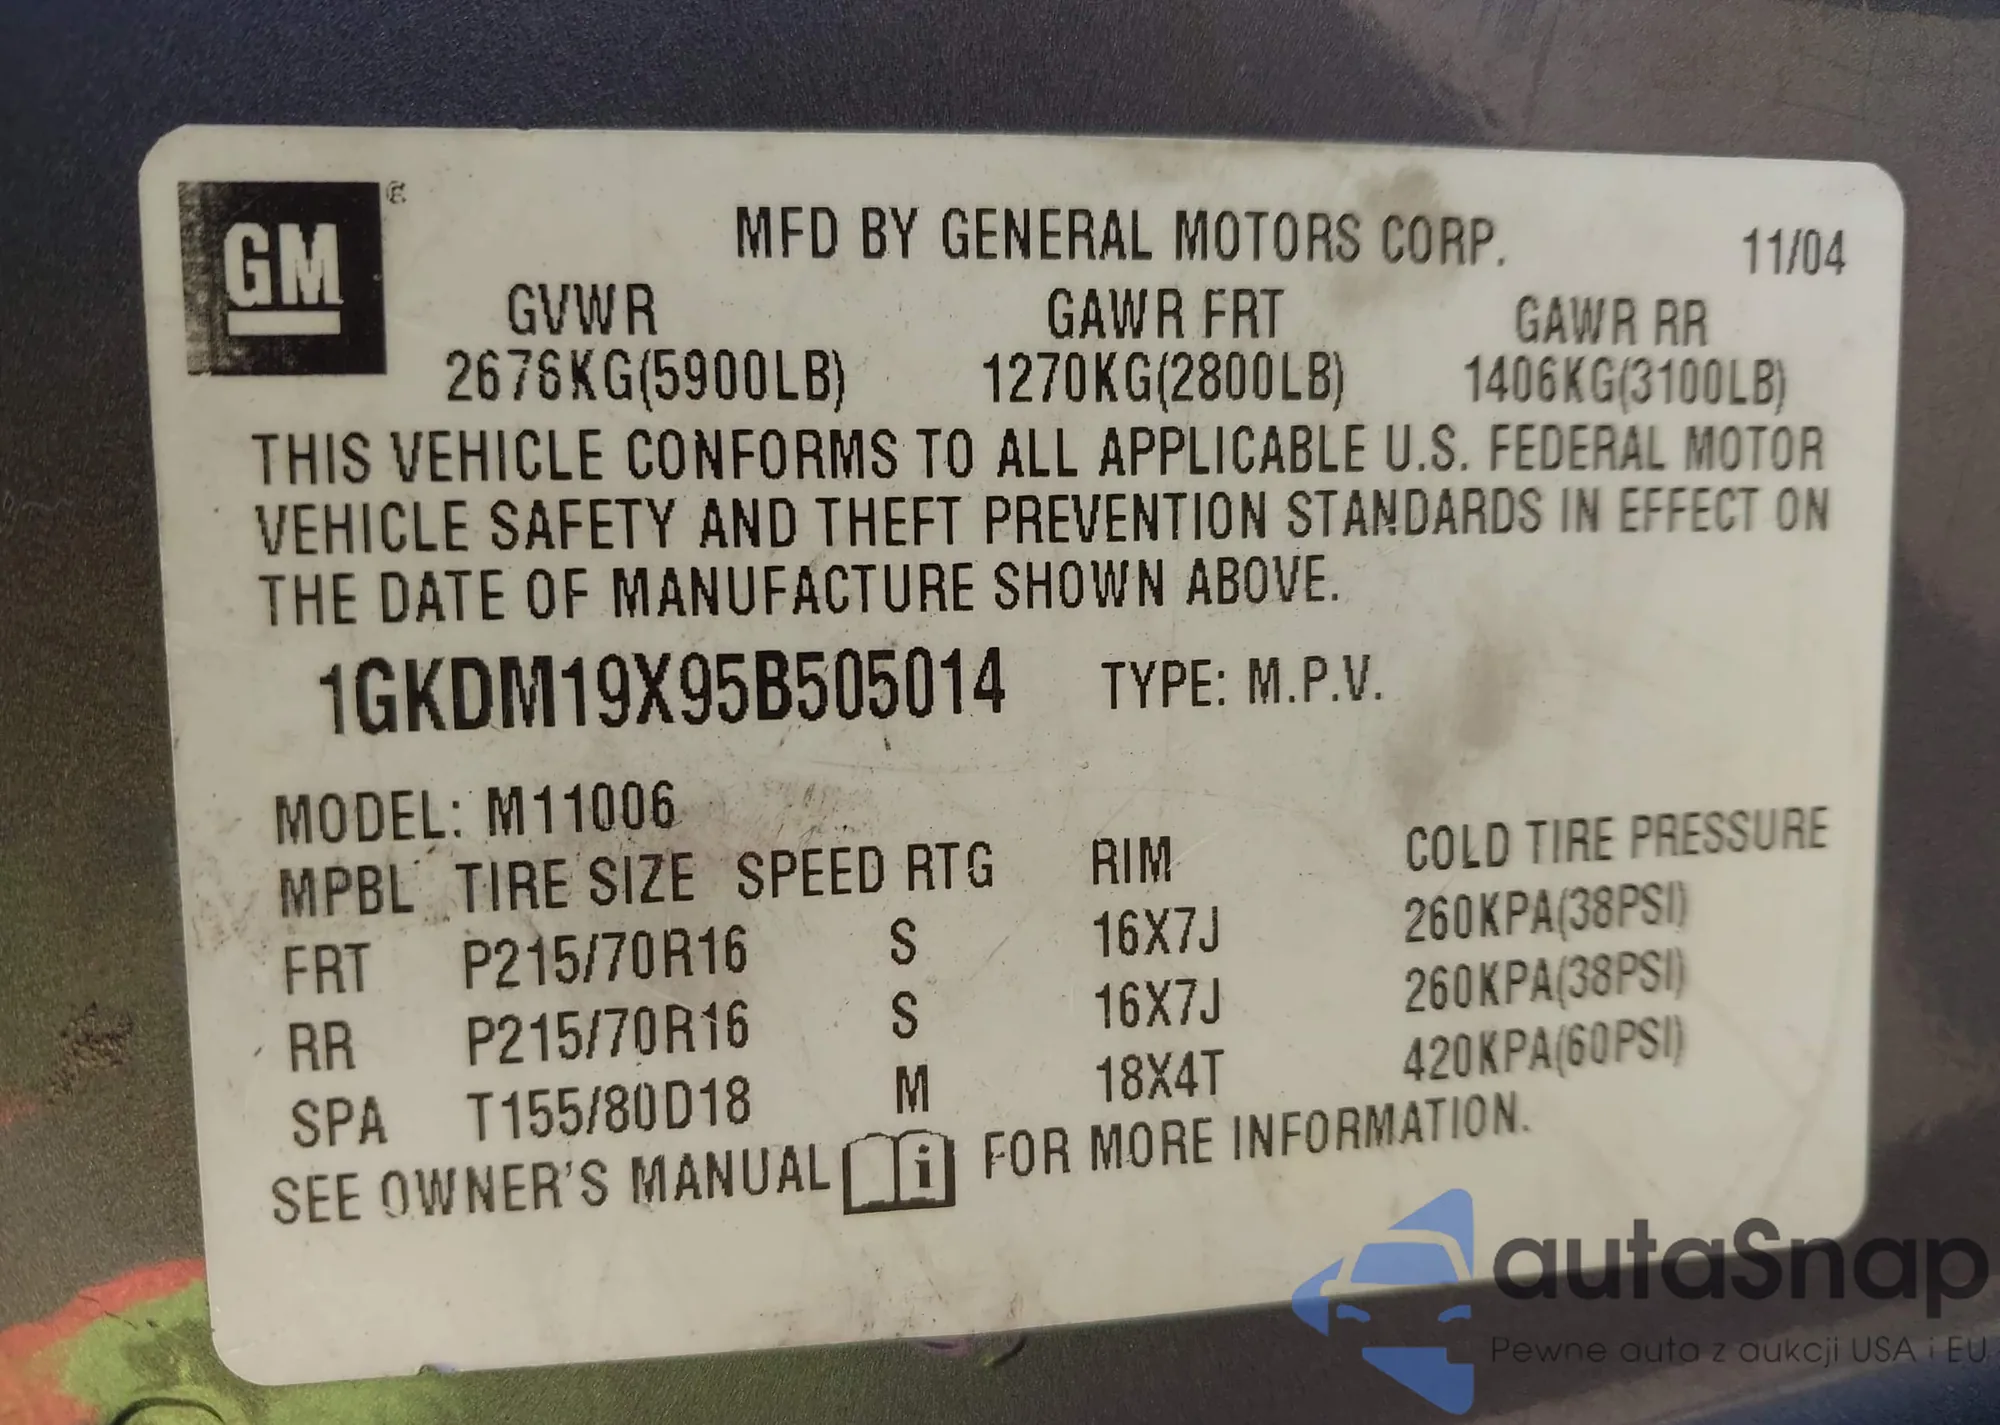 GM®
MFD BY GENERAL MOTORS CORP. 11/04
GVWR GAWR FRT GAWR RR
2676KG(5900LB) 1270KG(2800LB) 1406KG(3100LB)
THIS VEHICLE CONFORMS TO ALL APPLICABLE U.S. FEDERAL MOTOR
VEHICLE SAFETY AND THEFT PREVENTION STANDARDS IN EFFECT ON
THE DATE OF MANUFACTURE SHOWN ABOVE.
1GKDM19X95B505014 TYPE: M.P.V.
MODEL: M11006
MPBL TIRE SIZE SPEED RTG RIM COLD TIRE PRESSURE
FRT P215/70R16 S 16X7J 260KPA(38PSI)
RR P215/70R16 S 16X7J 260KPA(38PSI)
SPA T155/80D18 M 18X4T 420KPA(60PSI)
SEE OWNER'S MANUAL i FOR MORE INFORMATION.
autaSnap
Pewne auta z aukcji USA i EU